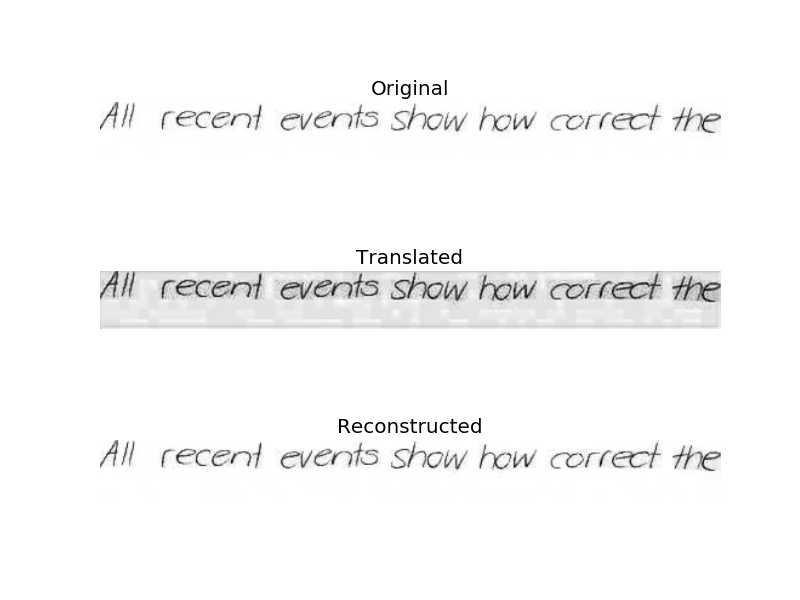 Original
All recent events show how correct the
Translated
All recent events show how correct the
Reconstructed
All recent events show how correct the